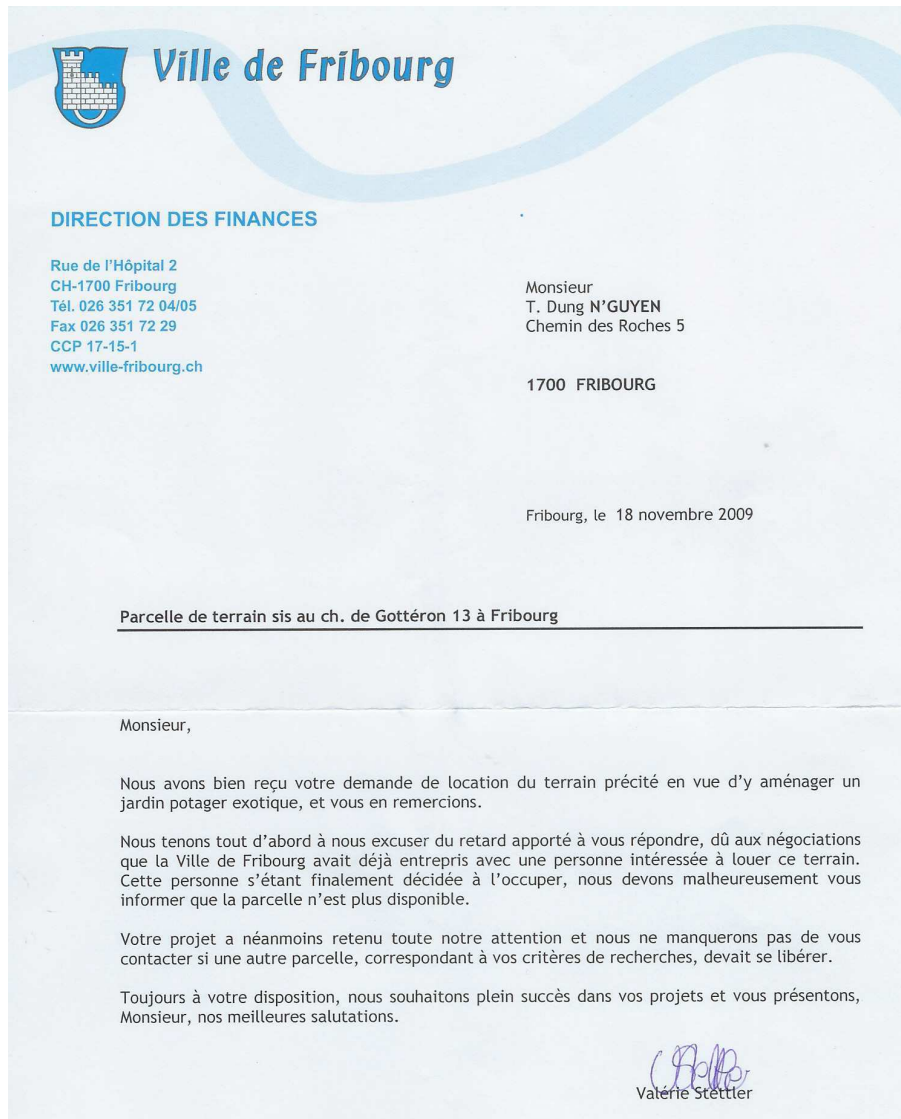 Ville de Fribourg
DIRECTION DES FINANCES
Rue de l'Hôpital 2
CH-1700 Fribourg
Tél. 026 351 72 04/05
Fax 026 351 72 29
CCP 17-15-1
www.ville-fribourg.ch
Monsieur
T. Dung N'GUYEN
Chemin des Roches 5
1700 FRIBOURG
Fribourg, le 18 novembre 2009
Parcelle de terrain sis au ch. de Gottéron 13 à Fribourg
Monsieur,
Nous avons bien reçu votre demande de location du terrain précité en vue d'y aménager un
jardin potager exotique, et vous en remercions.
Nous tenons tout d'abord à nous excuser du retard apporté à vous répondre, dû aux négociations
que la Ville de Fribourg avait déjà entrepris avec une personne intéressée à louer ce terrain.
Cette personne s'étant finalement décidée à l'occuper, nous devons malheureusement vous
informer que la parcelle n'est plus disponible.
Votre projet a néanmoins retenu toute notre attention et nous ne manquerons pas de vous
contacter si une autre parcelle, correspondant à vos critères de recherches, devait se libérer.
Toujours à votre disposition, nous souhaitons plein succès dans vos projets et vous présentons,
Monsieur, nos meilleures salutations.
Valérie Stettler